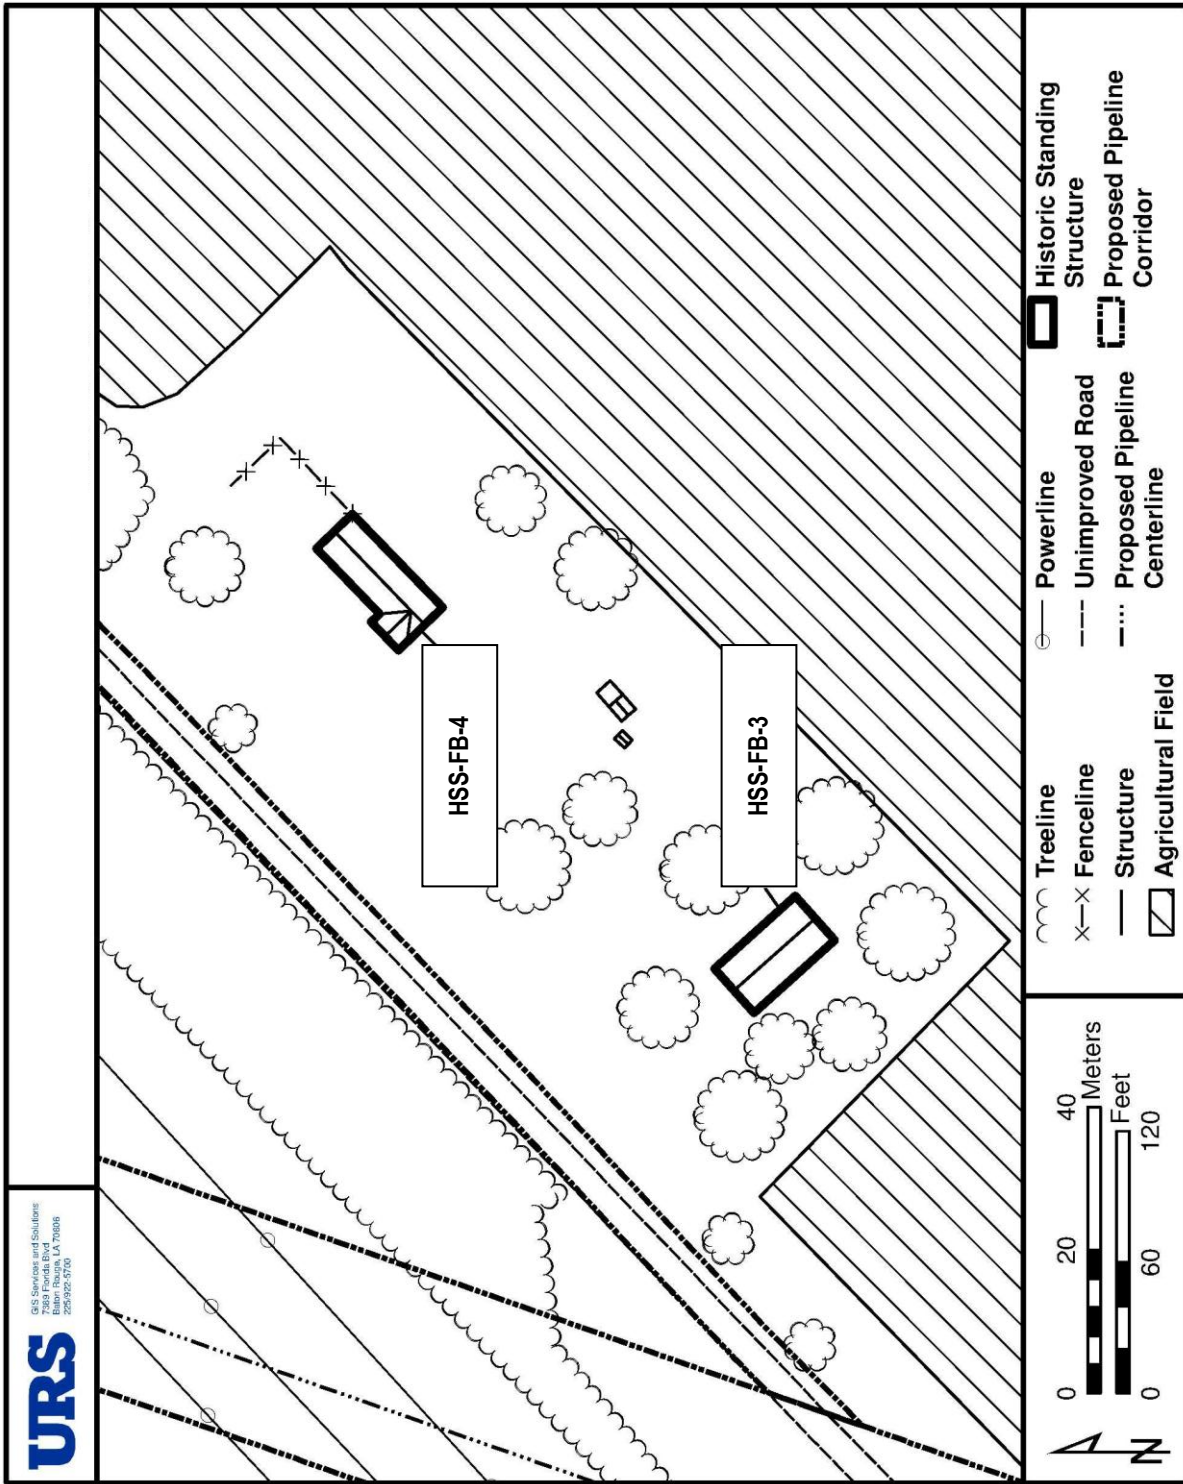 URS
GIS Services and Solutions
7389 Florida Blvd
Baton Rouge, LA 70806
225/922-5700
HSS-FB-4
HSS-FB-3
N
0 20 40
Meters
Feet
0 60 120
Treeline
Fenceline
Structure
Agricultural Field
Powerline
Unimproved Road
Proposed Pipeline
Centerline
Historic Standing
Structure
Proposed Pipeline
Corridor